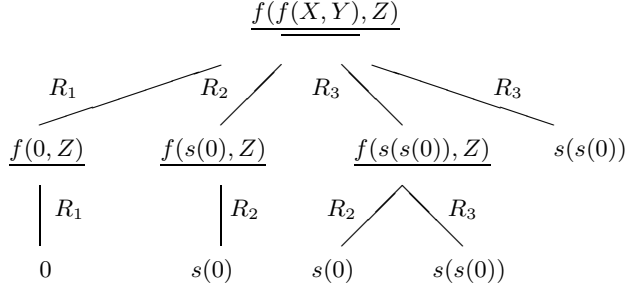 f(f(X, Y), Z)
R₁ R₂ R₃ R₃
f(0, Z) f(s(0), Z) f(s(s(0)), Z) s(s(0))
R₁ R₂ R₂ R₃
0 s(0) s(0) s(s(0))